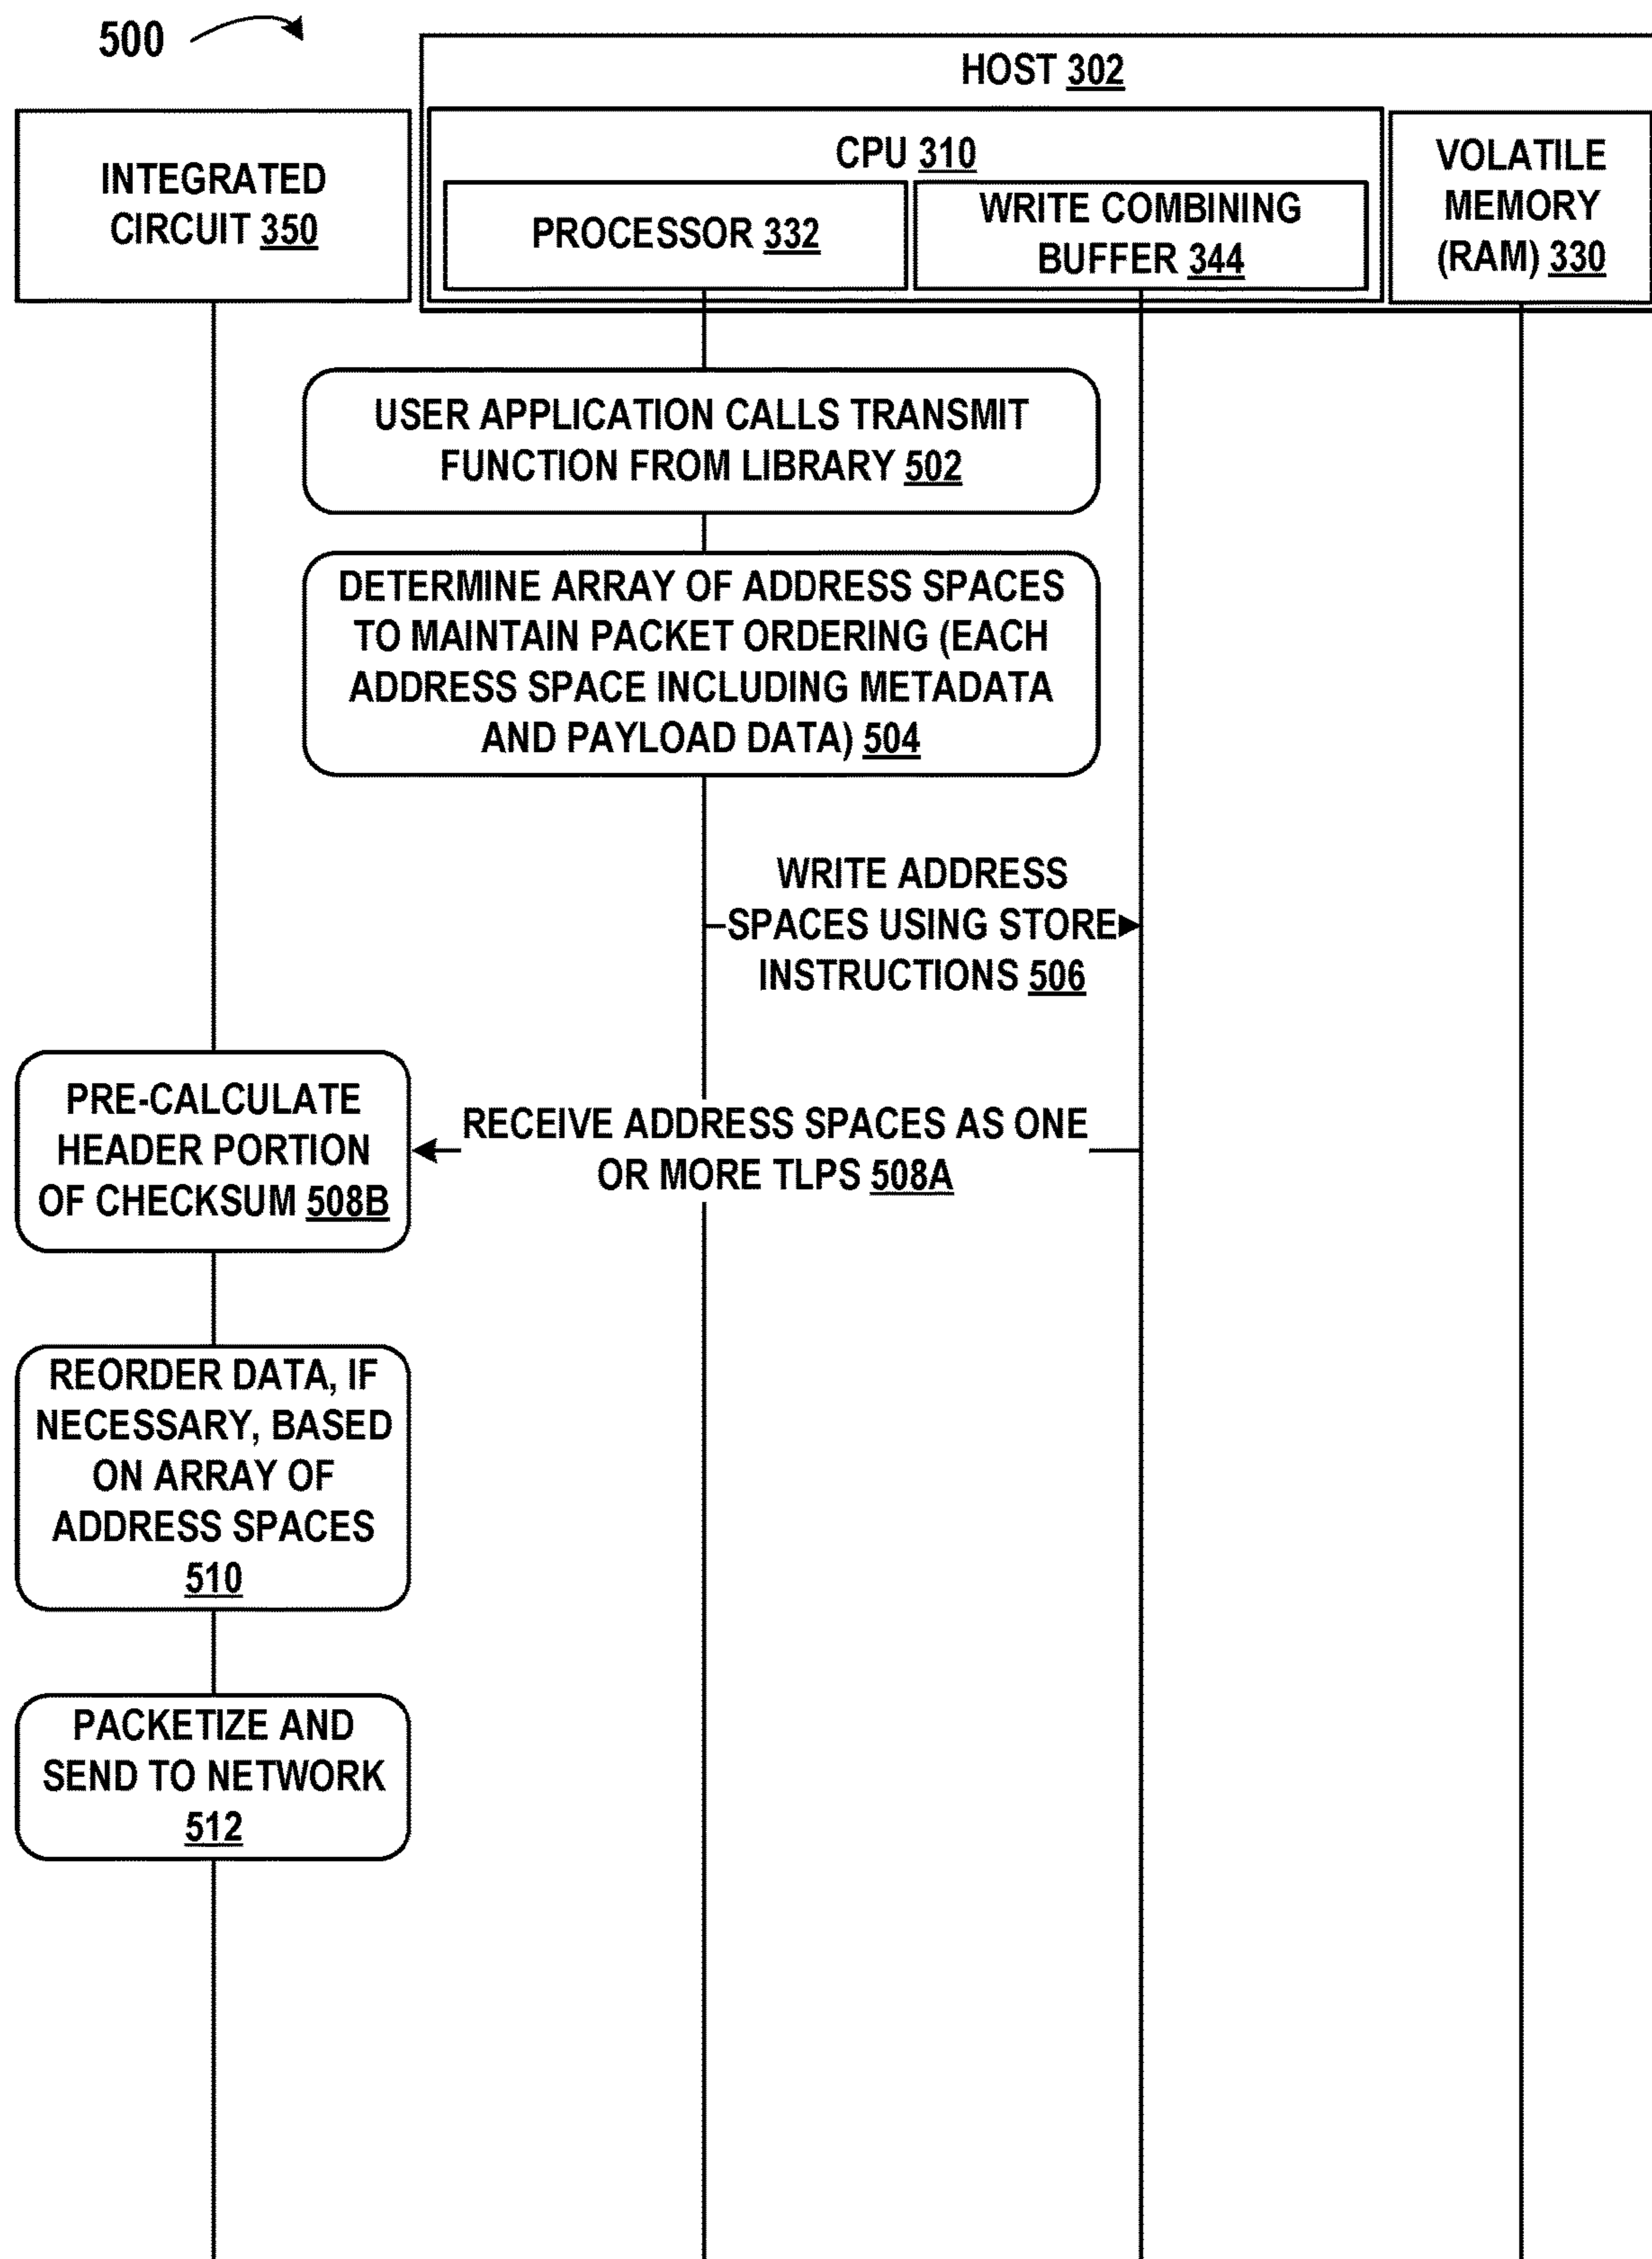 500
HOST 302
INTEGRATED
CIRCUIT 350
CPU 310
PROCESSOR 332
WRITE COMBINING
BUFFER 344
VOLATILE
MEMORY
(RAM) 330
USER APPLICATION CALLS TRANSMIT
FUNCTION FROM LIBRARY 502
DETERMINE ARRAY OF ADDRESS SPACES
TO MAINTAIN PACKET ORDERING (EACH
ADDRESS SPACE INCLUDING METADATA
AND PAYLOAD DATA) 504
WRITE ADDRESS
SPACES USING STORE
INSTRUCTIONS 506
PRE-CALCULATE
HEADER PORTION
OF CHECKSUM 508B
RECEIVE ADDRESS SPACES AS ONE
OR MORE TLPS 508A
REORDER DATA, IF
NECESSARY, BASED
ON ARRAY OF
ADDRESS SPACES
510
PACKETIZE AND
SEND TO NETWORK
512